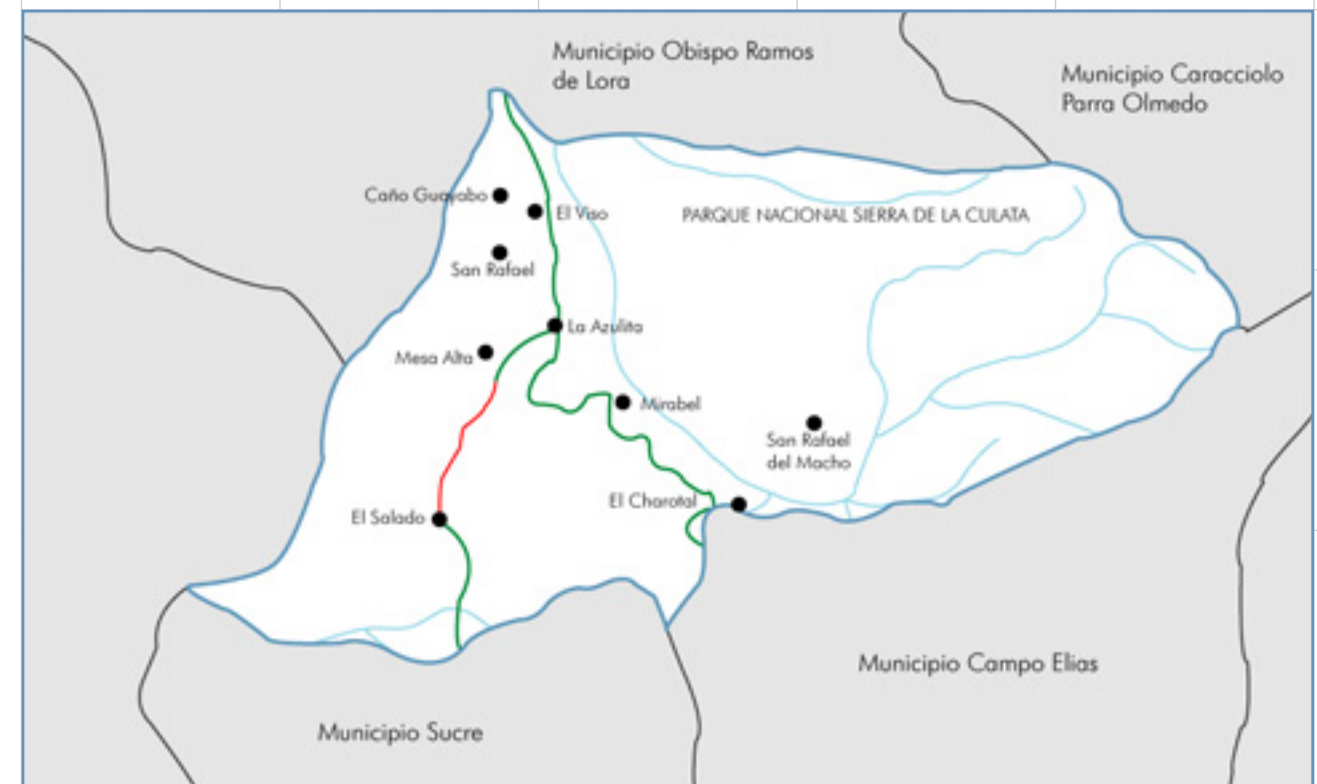 Municipio Obispo Ramos
de Lora
Municipio Caracciolo
Parra Olmedo
Caño Guayabo
El Viso
PARQUE NACIONAL SIERRA DE LA CULATA
San Rafael
La Azulita
Mesa Alta
Mirabel
San Rafael
del Macho
El Charotal
El Salado
Municipio Campo Elias
Municipio Sucre